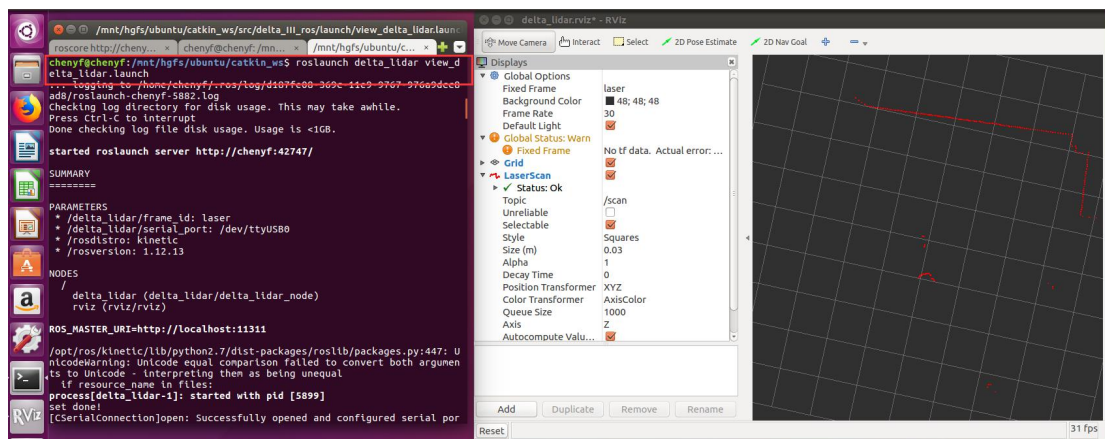 /mnt/hgfs/ubuntu/catkin_ws/src/delta_III_ros/launch/view_delta_lidar.launc
roscore http://cheny... × chenyf@chenyf: /mn... × /mnt/hgfs/ubuntu/c... ×
chenyf@chenyf:/mnt/hgfs/ubuntu/catkin_ws$ roslaunch delta_lidar view_d
elta_lidar.launch
ad8/roslaunch-chenyf-5882.log
Checking log directory for disk usage. This may take awhile.
Press Ctrl-C to interrupt
Done checking log file disk usage. Usage is <1GB.
started roslaunch server http://chenyf:42747/
SUMMARY
========
PARAMETERS
* /delta_lidar/frame_id: laser
* /delta_lidar/serial_port: /dev/ttyUSB0
* /rosdistro: kinetic
* /rosversion: 1.12.13
NODES
/
delta_lidar (delta_lidar/delta_lidar_node)
rviz (rviz/rviz)
ROS_MASTER_URI=http://localhost:11311
/opt/ros/kinetic/lib/python2.7/dist-packages/roslib/packages.py:447: U
nicodeWarning: Unicode equal comparison failed to convert both argumen
ts to Unicode - interpreting them as being unequal
if resource_name in files:
process[delta_lidar-1]: started with pid [5899]
set done!
[CSerialConnection]open: Successfully opened and configured serial por
RViz
delta_lidar.rviz* - RViz
Move Camera Interact Select 2D Pose Estimate 2D Nav Goal
Displays
Global Options
Fixed Frame laser
Background Color 48; 48; 48
Frame Rate 30
Default Light
Global Status: Warn
Fixed Frame No tf data. Actual error: ...
Grid
LaserScan
Status: Ok
Topic /scan
Unreliable
Selectable
Style Squares
Size (m) 0.03
Alpha 1
Decay Time 0
Position Transformer XYZ
Color Transformer AxisColor
Queue Size 1000
Axis Z
Autocompute Valu...
Add Duplicate Remove Rename
Reset 31 fps